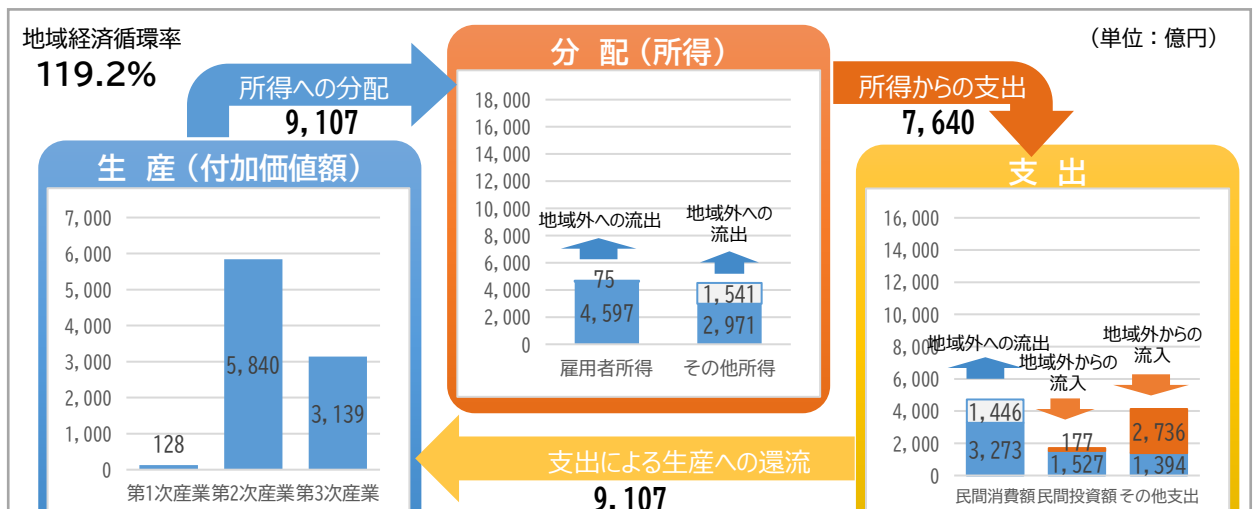 地域経済循環率
119.2%
(単位:億円)
所得への分配
9,107
分 配(所得)
18,000
16,000
14,000
12,000
10,000
8,000
6,000
4,000
2,000
0
地域外への流出
地域外への
流出
75
4,597
1,541
2,971
雇用者所得 その他所得
所得からの支出
7,640
生 産(付加価値額)
7,000
6,000
5,000
4,000
3,000
2,000
1,000
0
128
5,840
3,139
第1次産業第2次産業第3次産業
支 出
16,000
14,000
12,000
10,000
8,000
6,000
4,000
2,000
0
地域外への流出
地域外からの
流入
地域外からの
流入
1,446
3,273
177
1,527
2,736
1,394
民間消費額民間投資額その他支出
支出による生産への還流
9,107